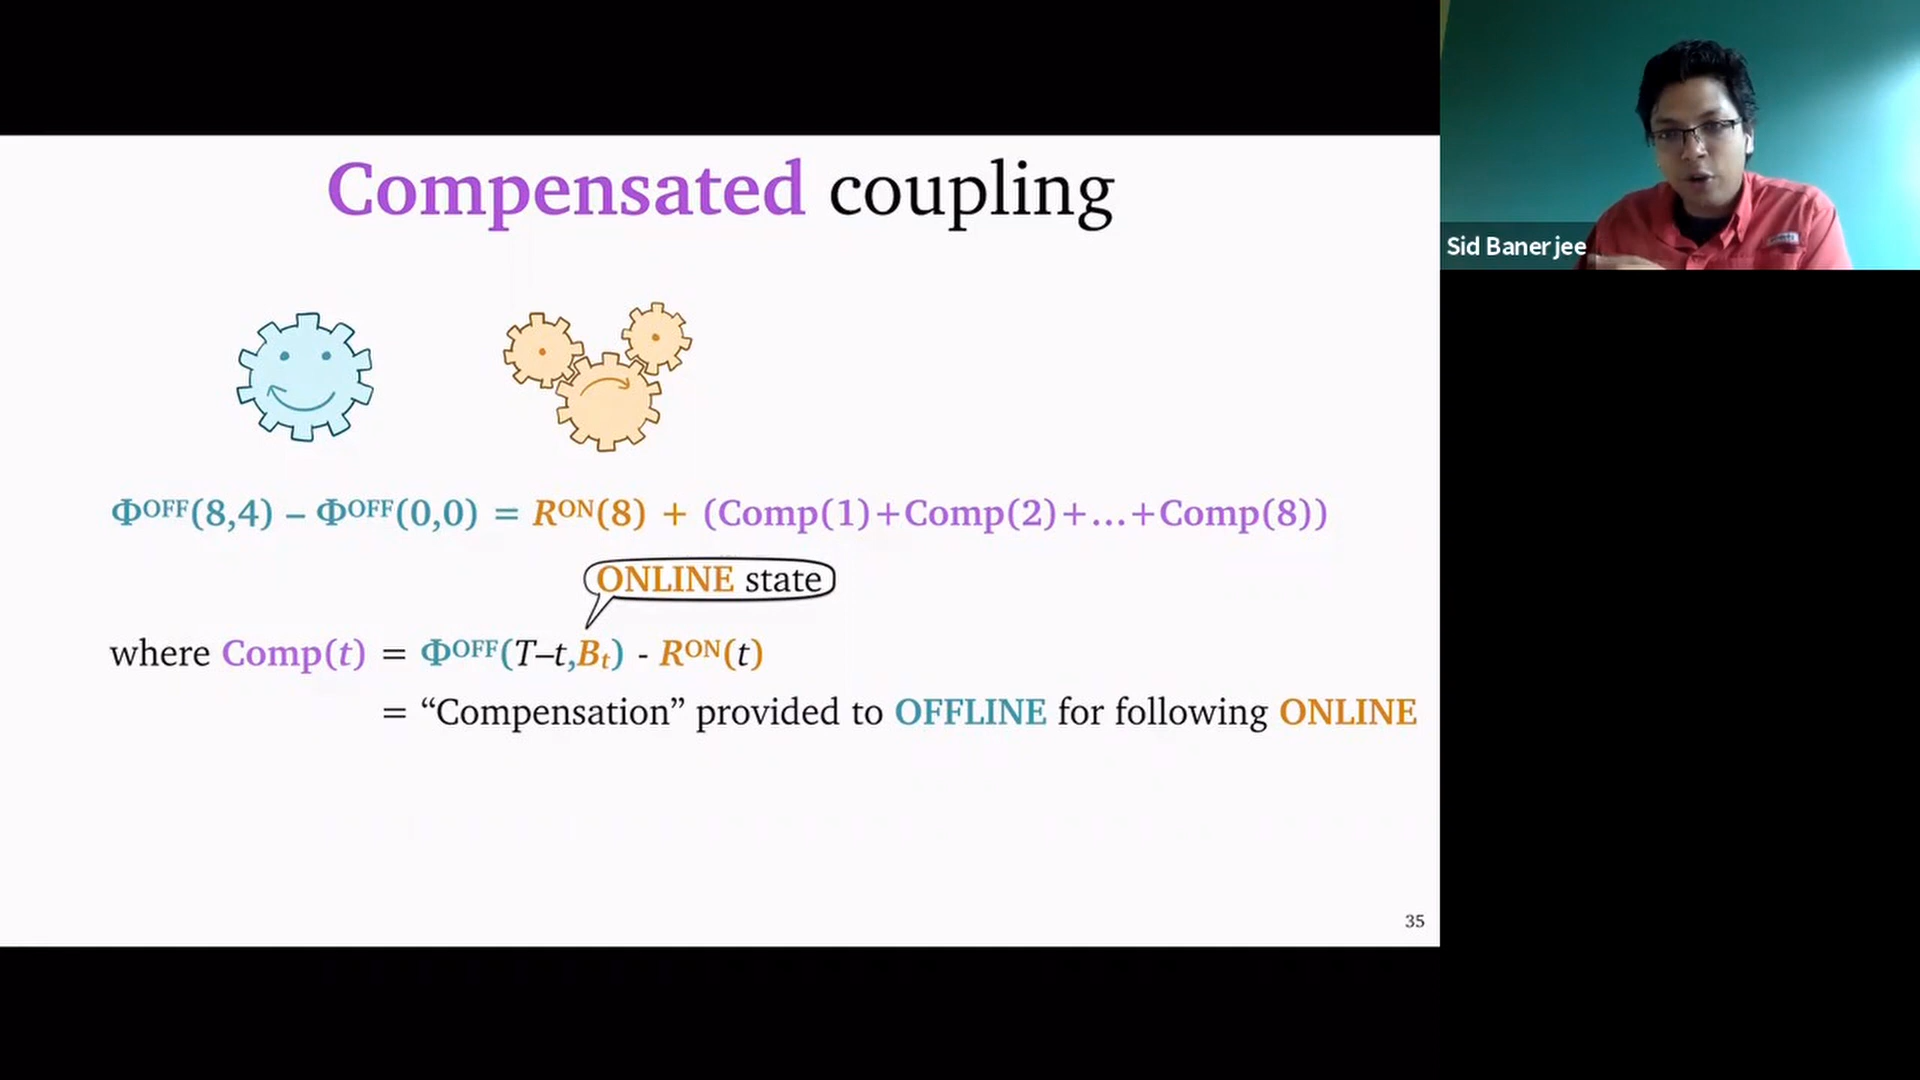 Compensated coupling
Sid Banerjee
Φᴼᶠᶠ(8,4) – Φᴼᶠᶠ(0,0) = Rᴼᴺ(8) + (Comp(1)+Comp(2)+...+Comp(8))
ONLINE state
where Comp(t) = Φᴼᶠᶠ(T–t,Bₜ) - Rᴼᴺ(t)
= “Compensation” provided to OFFLINE for following ONLINE
35